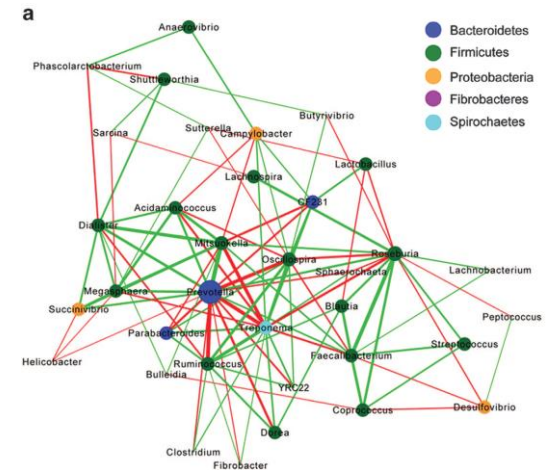 a
Anaerovibrio
Bacteroidetes
Firmicutes
Phascolarctobacterium
Shuttleworthia
Proteobacteria
Fibrobacteres
Butyrivibrio
Spirochaetes
Sarcina
Sutterella
Campylobacter
Lactobacillus
Lachnospira
CF231
Acidaminococcus
Dialister
Mitsuokella
Roseburia
Oscillospira
Sphaerochaeta
Lachnobacterium
Megasphaera
Prevotella
Succinivibrio
Blautia
Peptococcus
Parabacteroides
Treponema
Streptococcus
Helicobacter
Ruminococcus
Faecalibacterium
Bulleidia
YRC22
Coprococcus
Desulfovibrio
Dorea
Clostridium
Fibrobacter